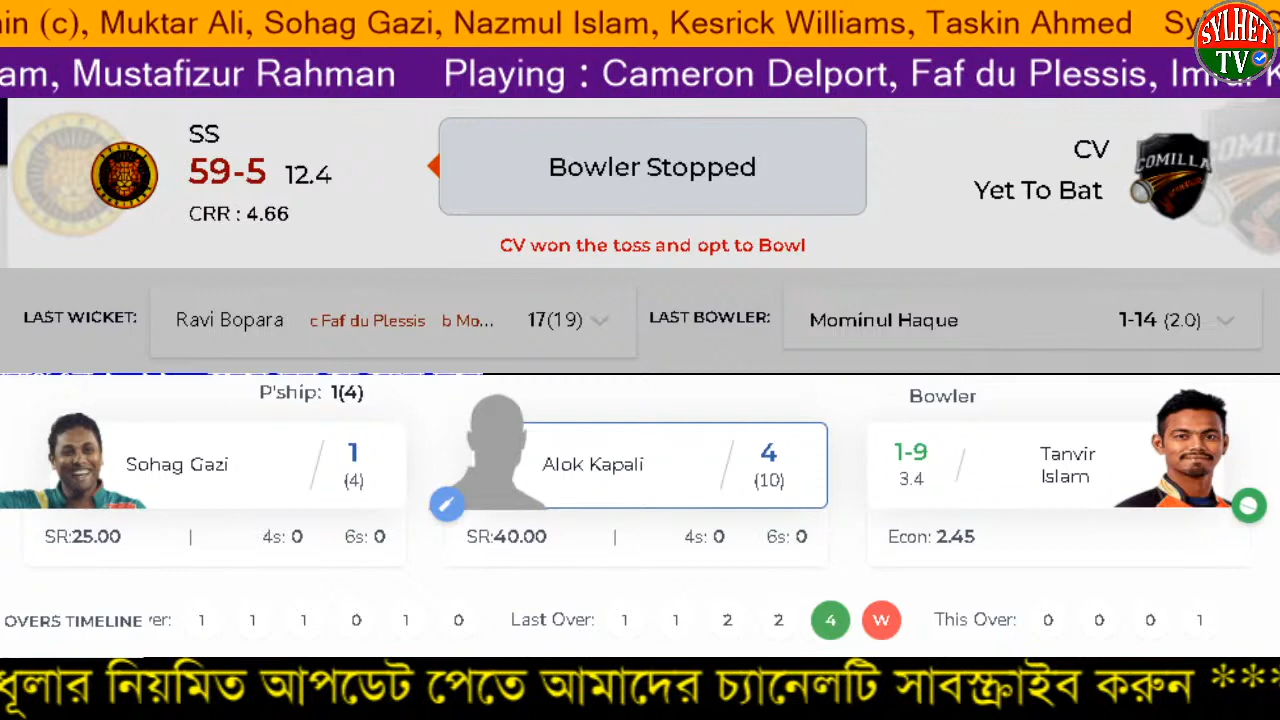 in (c), Muktar Ali, Sohag Gazi, Nazmul Islam, Kesrick Williams, Taskin Ahmed
SYLHET
TV
am, Mustafizur Rahman Playing : Cameron Delport, Faf du Plessis,
SS
59-5 12.4
CRR : 4.66
Bowler Stopped
CV won the toss and opt to Bowl
CV
Yet To Bat
COMILLA
LAST WICKET: Ravi Bopara c Faf du Plessis b Mo... 17(19)
LAST BOWLER: Mominul Haque 1-14 (2.0)
P'ship: 1(4)
Sohag Gazi 1 (4)
SR:25.00 | 4s: 0 6s: 0
Alok Kapali 4 (10)
SR:40.00 | 4s: 0 6s: 0
Bowler
1-9 3.4 Tanvir Islam
Econ: 2.45
OVERS TIMELINE er: 1 1 1 0 1 0 Last Over: 1 1 2 2 4 W This Over: 0 0 0 1
ধূলার নিয়মিত আপডেট পেতে আমাদের চ্যানেলটি সাবস্ক্রাইব করুন ***